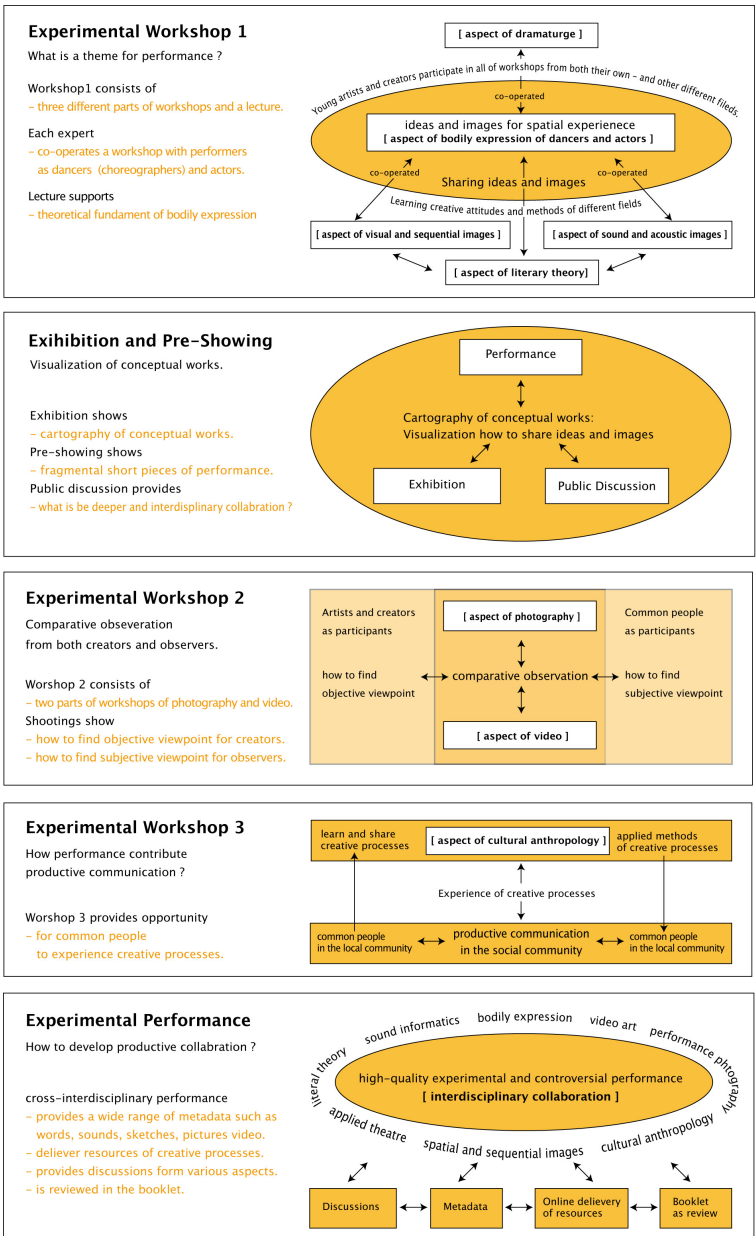 Experimental Workshop 1
What is a theme for performance ?
Workshop1 consists of
– three different parts of workshops and a lecture.
Each expert
– co-operates a workshop with performers
as dancers (choreographers) and actors.
Lecture supports
– theoretical fundament of bodily expression
[ aspect of dramaturge ]
Young artists and creators participate in all of workshops from both their own – and other different fileds.
co-operated
ideas and images for spatial experienece
[ aspect of bodily expression of dancers and actors ]
co-operated
co-operated
Sharing ideas and images
Learning creative attitudes and methods of different fields
[ aspect of visual and sequential images ]
[ aspect of sound and acoustic images ]
[ aspect of literary theory]
Exihibition and Pre-Showing
Visualization of conceptual works.
Exhibition shows
– cartography of conceptual works.
Pre-showing shows
– fragmental short pieces of performance.
Public discussion provides
– what is be deeper and interdisplinary collabration ?
Performance
Cartography of conceptual works:
Visualization how to share ideas and images
Exhibition
Public Discussion
Experimental Workshop 2
Comparative obseveration
from both creators and observers.
Worshop 2 consists of
– two parts of workshops of photography and video.
Shootings show
– how to find objective viewpoint for creators.
– how to find subjective viewpoint for observers.
Artists and creators
as participants
how to find
objective viewpoint
[ aspect of photography ]
comparative observation
[ aspect of video ]
Common people
as participants
how to find
subjective viewpoint
Experimental Workshop 3
How performance contribute
productive communication ?
Worshop 3 provides opportunity
– for common people
to experience creative processes.
learn and share
creative processes
[ aspect of cultural anthropology ]
applied methods
of creative processes
Experience of creative processes
common people
in the local community
productive communication
in the social community
common people
in the local community
Experimental Performance
How to develop productive collabration ?
cross-interdisciplinary performance
– provides a wide range of metadata such as
words, sounds, sketches, pictures video.
– deliever resources of creative processes.
– provides discussions form various aspects.
– is reviewed in the booklet.
literal theory
sound informatics
bodily expression
video art
performance phtography
high-quality experimental and controversial performance
[ interdisciplinary collaboration ]
applied theatre
spatial and sequential images
cultural anthropology
Discussions
Metadata
Online delievery
of resources
Booklet
as review